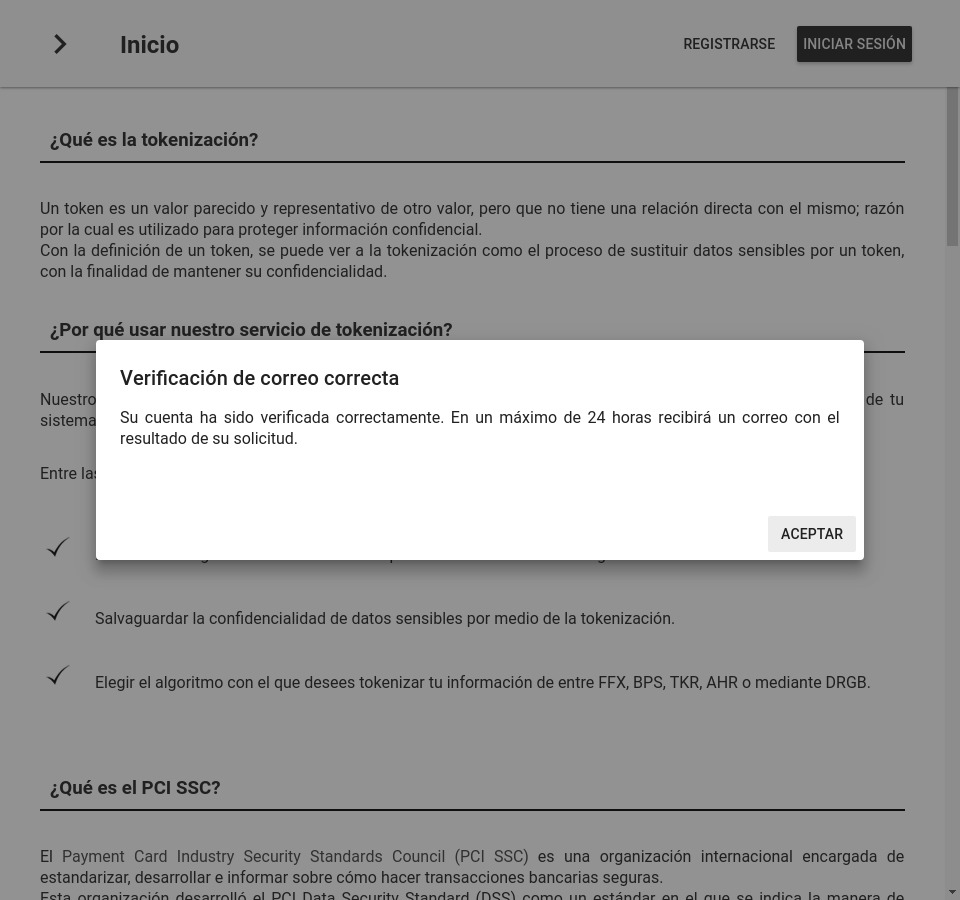 Inicio
REGISTRARSE
INICIAR SESIÓN
¿Qué es la tokenización?
Un token es un valor parecido y representativo de otro valor, pero que no tiene una relación directa con el mismo; razón
por la cual es utilizado para proteger información confidencial.
Con la definición de un token, se puede ver a la tokenización como el proceso de sustituir datos sensibles por un token,
con la finalidad de mantener su confidencialidad.
¿Por qué usar nuestro servicio de tokenización?
Nuestro de tu
sistema
Entre las
Verificación de correo correcta
Su cuenta ha sido verificada correctamente. En un máximo de 24 horas recibirá un correo con el
resultado de su solicitud.
ACEPTAR
Salvaguardar la confidencialidad de datos sensibles por medio de la tokenización.
Elegir el algoritmo con el que desees tokenizar tu información de entre FFX, BPS, TKR, AHR o mediante DRGB.
¿Qué es el PCI SSC?
El Payment Card Industry Security Standards Council (PCI SSC) es una organización internacional encargada de
estandarizar, desarrollar e informar sobre cómo hacer transacciones bancarias seguras.
Esta organización desarrolló el PCI Data Security Standard (DSS) como un estándar en el que se indica la manera de